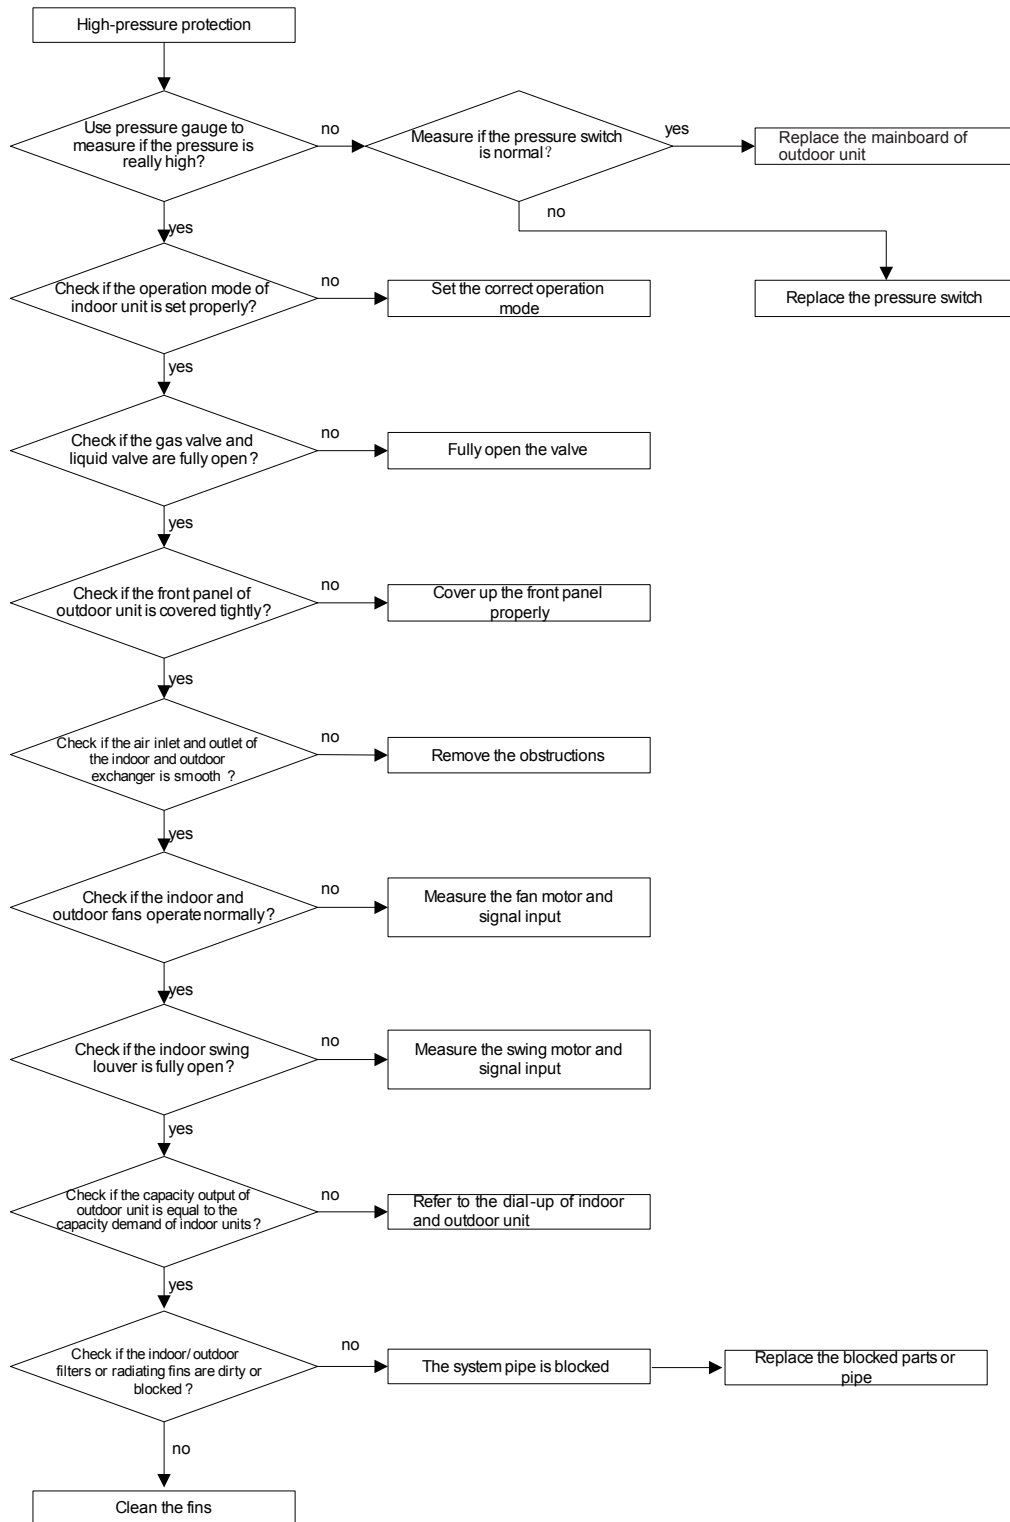 High-pressure protection
Use pressure gauge to
measure if the pressure is
really high?
no
Measure if the pressure switch
is normal?
yes
Replace the mainboard of
outdoor unit
no
Replace the pressure switch
yes
Check if the operation mode of
indoor unit is set properly?
no
Set the correct operation
mode
yes
Check if the gas valve and
liquid valve are fully open?
no
Fully open the valve
yes
Check if the front panel of
outdoor unit is covered tightly?
no
Cover up the front panel
properly
yes
Check if the air inlet and outlet of
the indoor and outdoor
exchanger is smooth ?
no
Remove the obstructions
yes
Check if the indoor and
outdoor fans operate normally?
no
Measure the fan motor and
signal input
yes
Check if the indoor swing
louver is fully open?
no
Measure the swing motor and
signal input
yes
Check if the capacity output of
outdoor unit is equal to the
capacity demand of indoor units?
no
Refer to the dial-up of indoor
and outdoor unit
yes
Check if the indoor/outdoor
filters or radiating fins are dirty or
blocked?
no
The system pipe is blocked
Replace the blocked parts or
pipe
no
Clean the fins